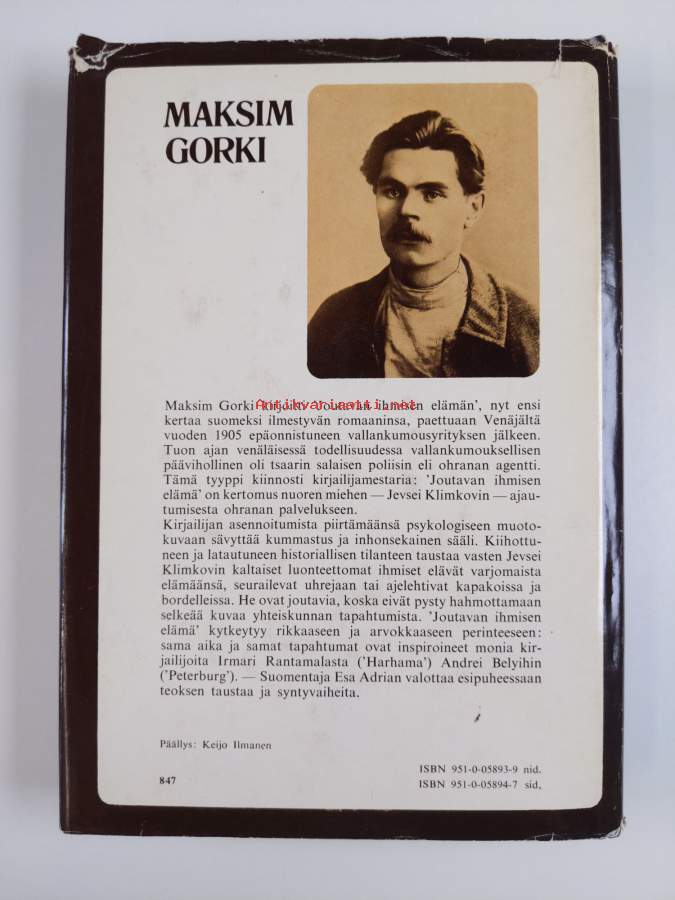 MAKSIM
GORKI
Maksim Gorki kirjoitti 'Joutavan ihmisen elämän', nyt ensi
Antikvariaatti.net
kertaa suomeksi ilmestyvän romaaninsa, paettuaan Venäjältä
vuoden 1905 epäonnistuneen vallankumousyrityksen jälkeen.
Tuon ajan venäläisessä todellisuudessa vallankumouksellisen
päävihollinen oli tsaarin salaisen poliisin eli ohranan agentti.
Tämä tyyppi kiinnosti kirjailijamestaria: 'Joutavan ihmisen
elämä' on kertomus nuoren miehen — Jevsei Klimkovin — ajau-
tumisesta ohranan palvelukseen.
Kirjailijan asennoitumista piirtämäänsä psykologiseen muoto-
kuvaan sävyttää kummastus ja inhonsekainen sääli. Kiihottu-
neen ja latautuneen historiallisen tilanteen taustaa vasten Jevsei
Klimkovin kaltaiset luonteettomat ihmiset elävät varjomaista
elämäänsä, seurailevat uhrejaan tai ajelehtivat kapakoissa ja
bordelleissa. He ovat joutavia, koska eivät pysty hahmottamaan
selkeää kuvaa yhteiskunnan tapahtumista. 'Joutavan ihmisen
elämä' kytkeytyy rikkaaseen ja arvokkaaseen perinteeseen:
sama aika ja samat tapahtumat ovat inspiroineet monia kir-
jailijoita Irmari Rantamalasta ('Harhama') Andrei Belyihin
('Peterburg'). — Suomentaja Esa Adrian valottaa esipuheessaan
teoksen taustaa ja syntyvaiheita.
Päällys: Keijo Ilmanen
847
ISBN 951-0-05893-9 nid.
ISBN 951-0-05894-7 sid.